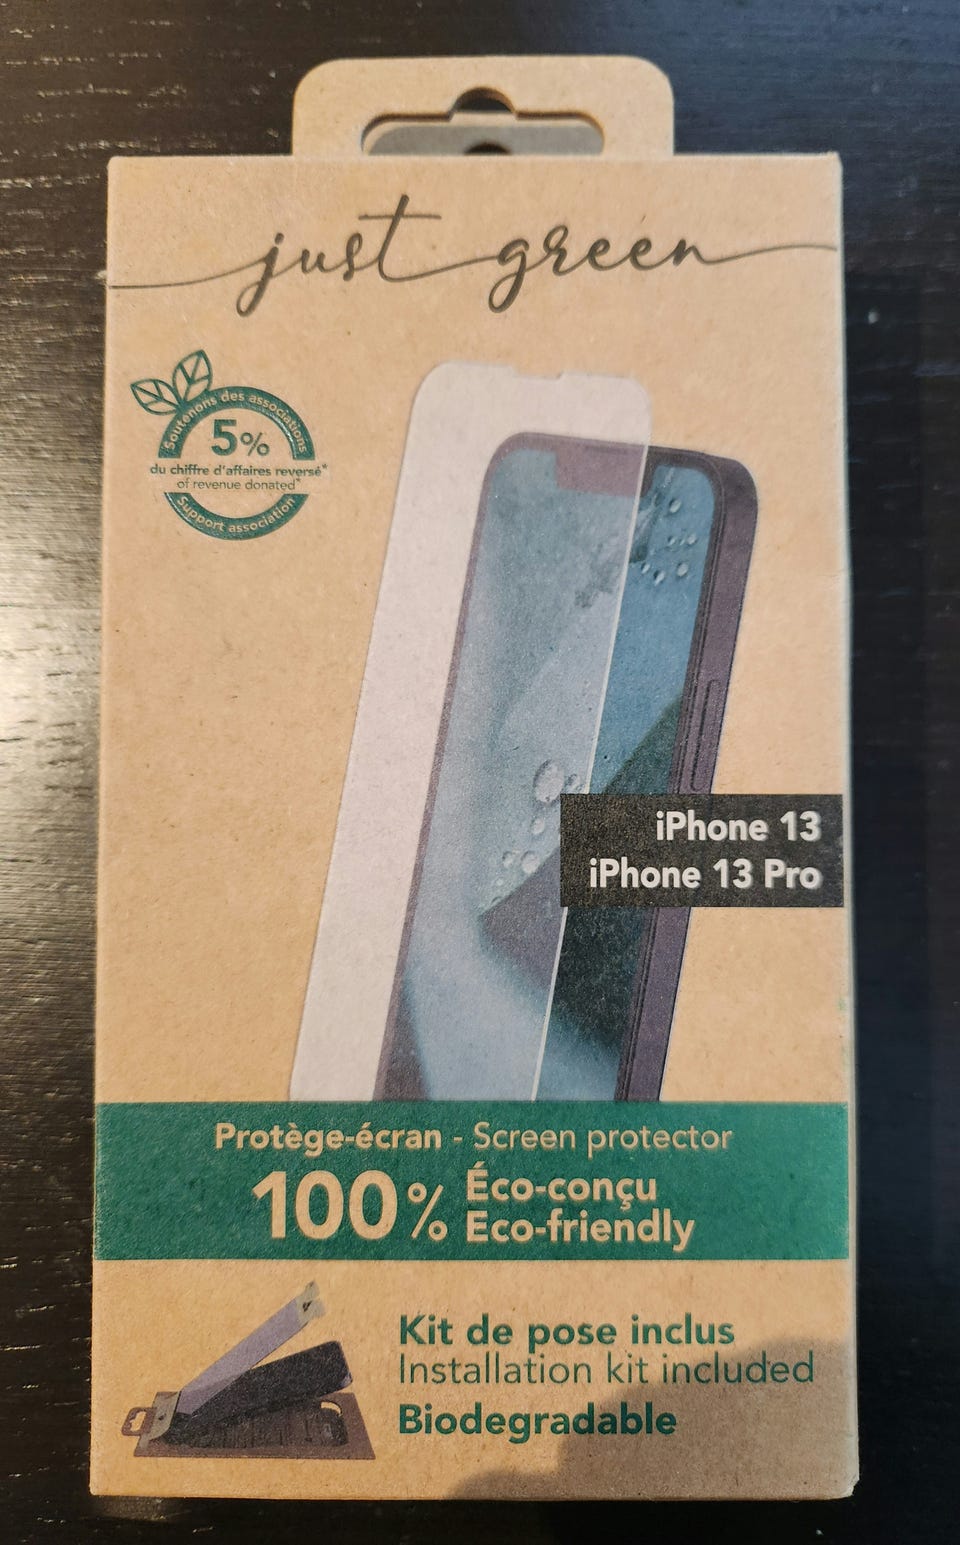 just green
Soutenons des associations
5%
du chiffre d'affaires reversé*
of revenue donated*
Support association
iPhone 13
iPhone 13 Pro
Protège-écran - Screen protector
100% Éco-conçu
Eco-friendly
Kit de pose inclus
Installation kit included
Biodegradable